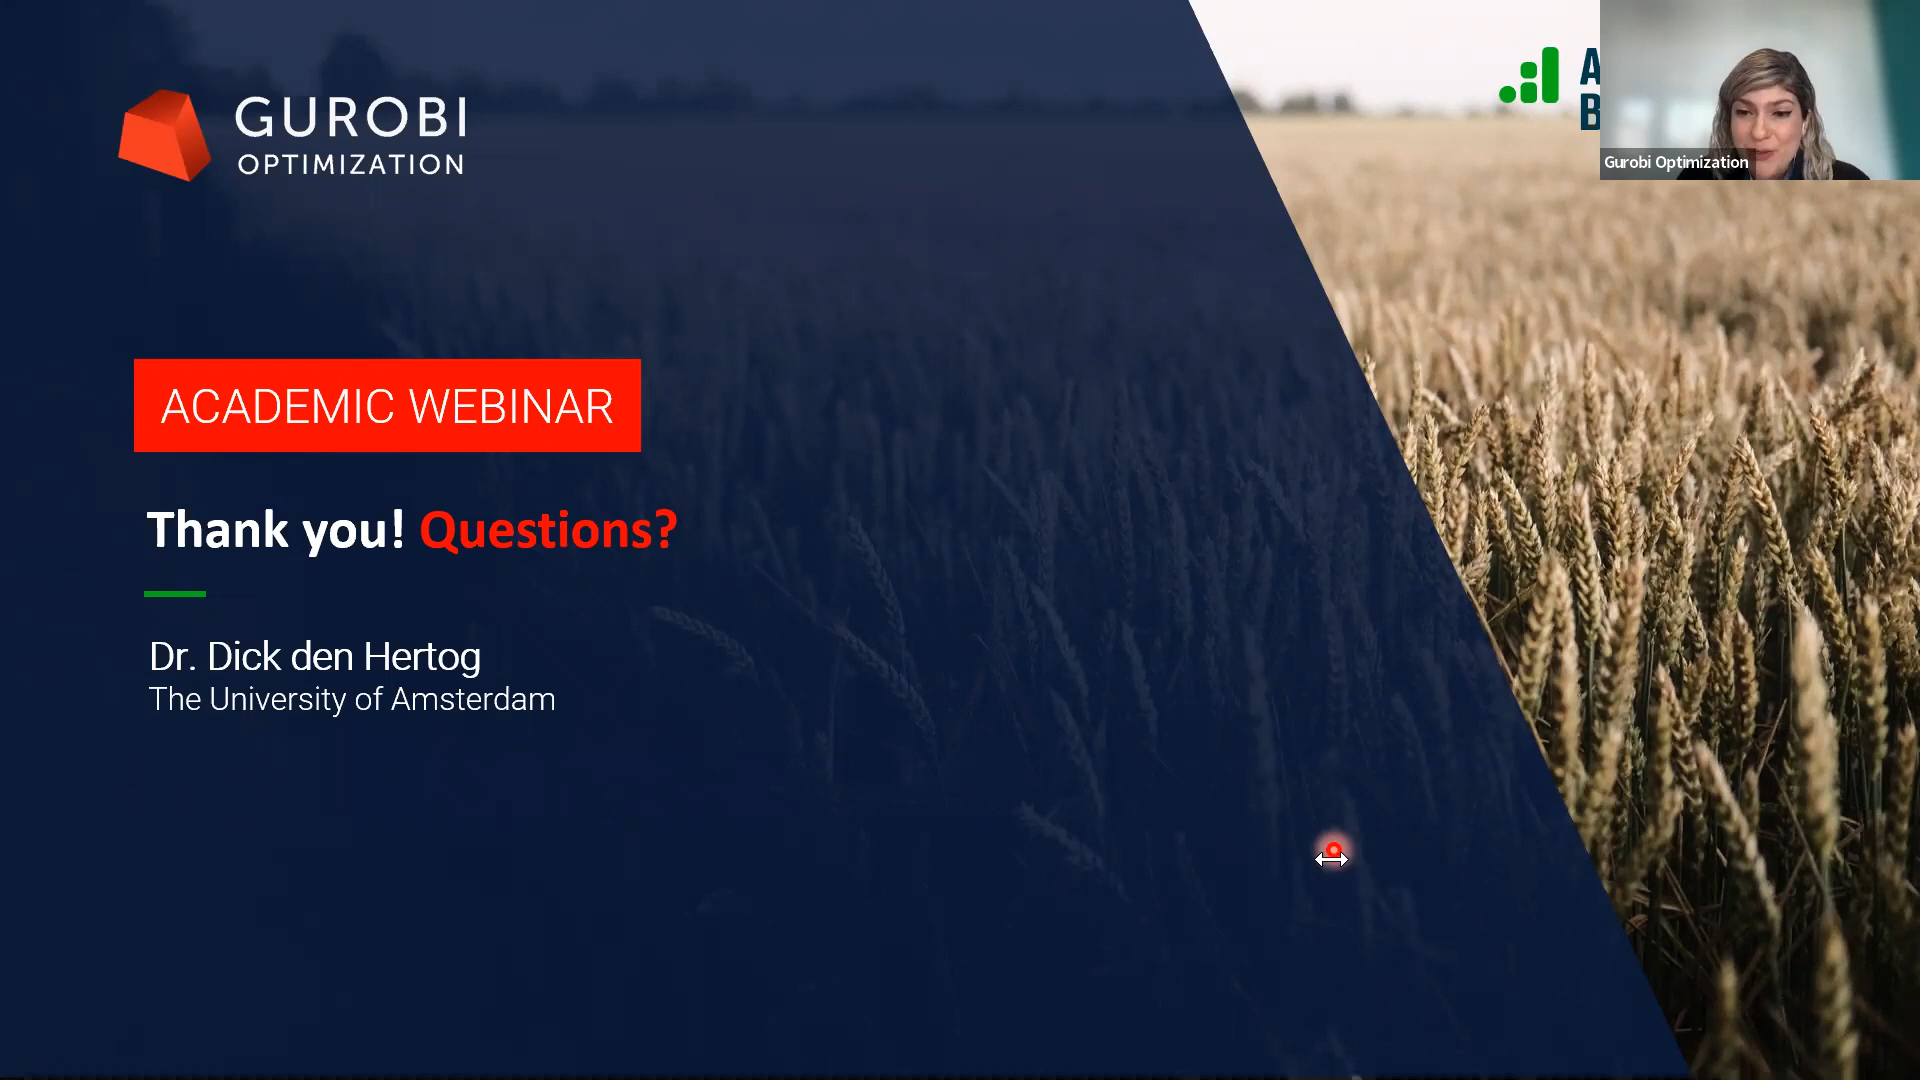 GUROBI
OPTIMIZATION
Gurobi Optimization
ACADEMIC WEBINAR
Thank you! Questions?
Dr. Dick den Hertog
The University of Amsterdam